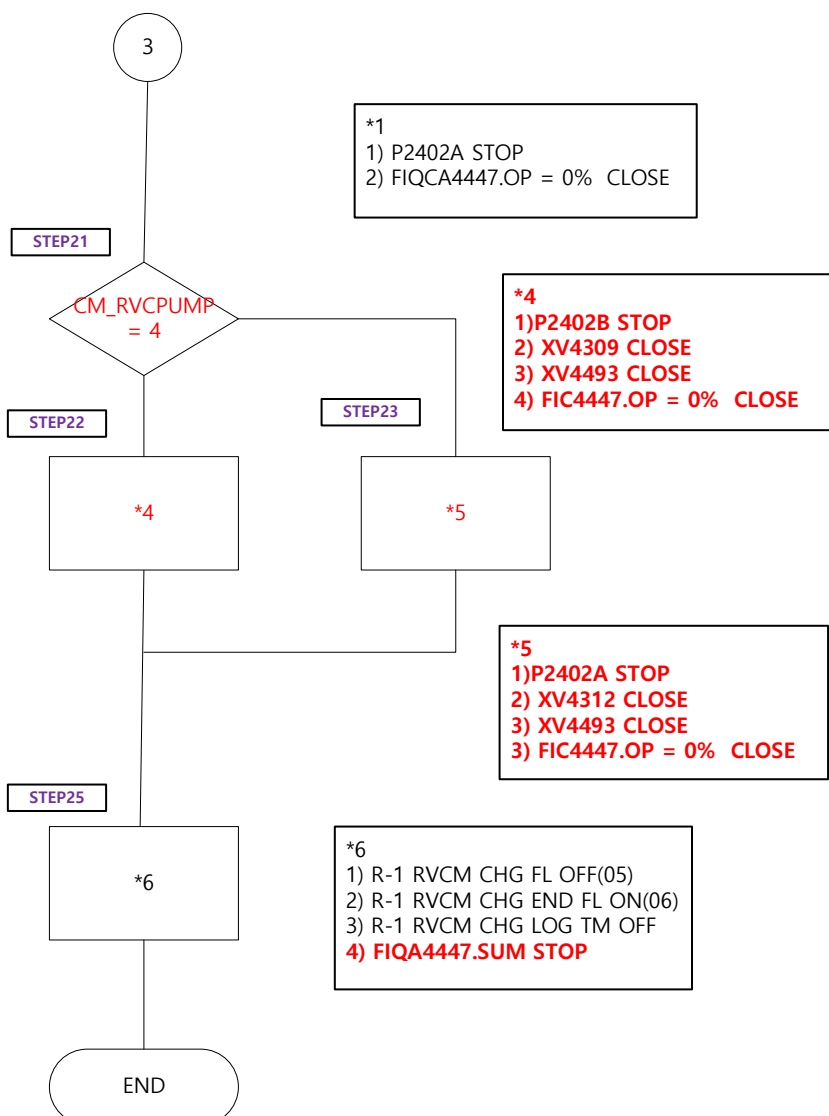 3
*1
1) P2402A STOP
2) FIQCA4447.OP = 0%  CLOSE
STEP21
CM_RVCPUMP
= 4
*4
1)P2402B STOP
2) XV4309 CLOSE
3) XV4493 CLOSE
4) FIC4447.OP = 0%  CLOSE
STEP22
STEP23
*4
*5
*5
1)P2402A STOP
2) XV4312 CLOSE
3) XV4493 CLOSE
3) FIC4447.OP = 0%  CLOSE
STEP25
*6
*6
1) R-1 RVCM CHG FL OFF(05)
2) R-1 RVCM CHG END FL ON(06)
3) R-1 RVCM CHG LOG TM OFF
4) FIQA4447.SUM STOP
END